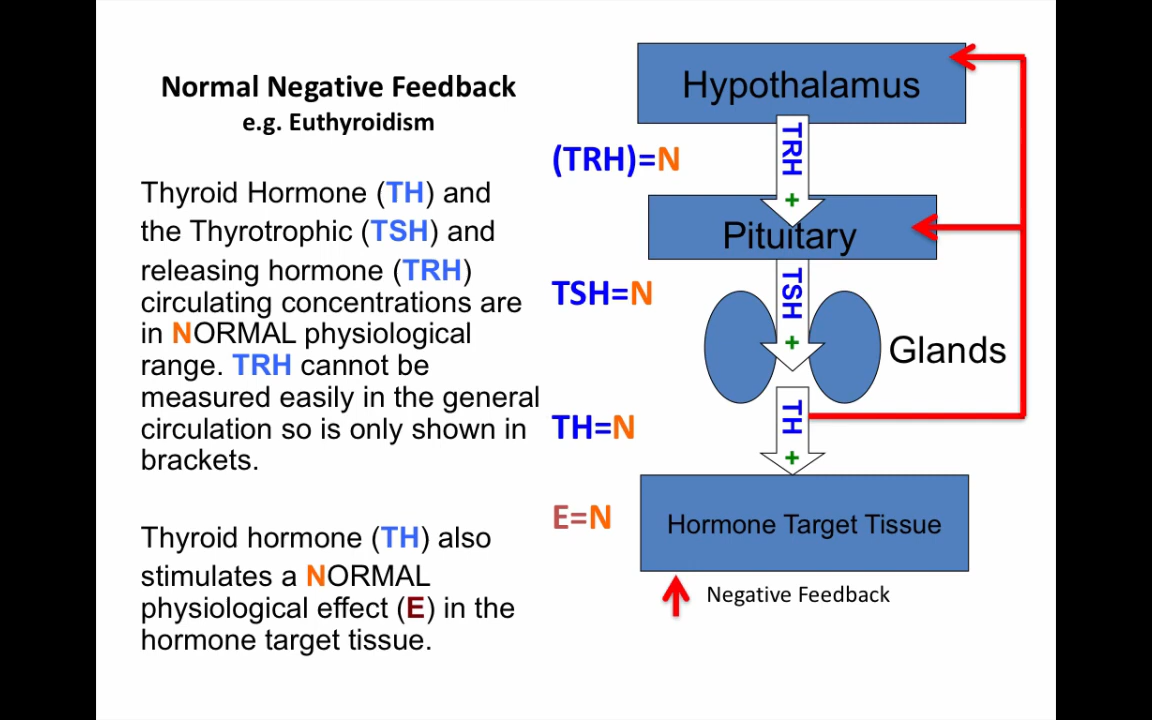 Normal Negative Feedback
e.g. Euthyroidism
Thyroid Hormone (TH) and
the Thyrotrophic (TSH) and
releasing hormone (TRH)
circulating concentrations are
in NORMAL physiological
range. TRH cannot be
measured easily in the general
circulation so is only shown in
brackets.
Thyroid hormone (TH) also
stimulates a NORMAL
physiological effect (E) in the
hormone target tissue.
(TRH)=N
TSH=N
TH=N
E=N
Hypothalamus
TRH +
Pituitary
TSH +
Glands
TH +
Hormone Target Tissue
Negative Feedback